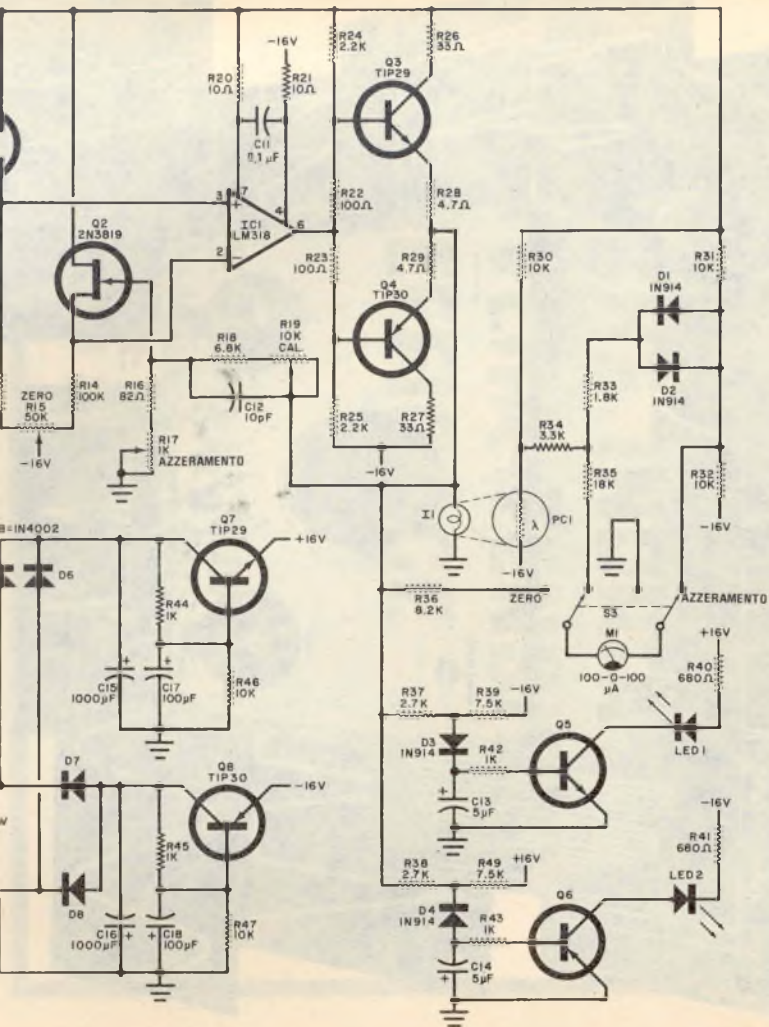 R24
2.2K
R26
33Ω
-16V
Q3
TIP29
R20
10Ω
R21
10Ω
C11
0,1 µF
3
+
7
4
IC1
LM318
6
2
−
R22
100Ω
R28
4.7Ω
Q2
2N3819
R23
100Ω
R29
4.7Ω
Q4
TIP30
R30
10K
R31
10K
D1
1N914
D2
1N914
R18
6.8K
R19
10K
CAL.
C12
10pF
R33
1.8K
ZERO
R15
50K
R14
100K
R16
82Ω
R25
2.2K
R27
33Ω
R34
3.3K
-16V
R17
1K
AZZERAMENTO
-16V
R35
18K
R32
10K
I1
λ
PC1
-16V
-16V
8=1N4002
Q7
TIP29
+16V
D6
R36
8.2K
ZERO
S3
AZZERAMENTO
R44
1K
M1
100-0-100
µA
+16V
R40
680Ω
C15
1000µF
+
C17
100µF
+
R46
10K
R37
2.7K
R39
7.5K
-16V
Q5
D3
1N914
R42
1K
LED1
D7
Q8
TIP30
-16V
+
C13
5µF
-16V
R41
680Ω
R45
1K
R38
2.7K
R49
7.5K
+16V
LED2
D8
D4
1N914
R43
1K
Q6
C16
1000µF
+
C18
100µF
+
R47
10K
C14
5µF
+